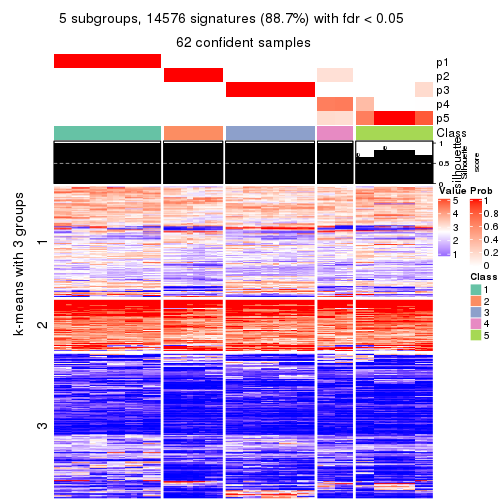 5 subgroups, 14576 signatures (88.7%) with fdr < 0.05
62 confident samples
p1
p2
p3
p4
p5
Class
1
0.5
0
silhouette
Silhouette
score
k-means with 3 groups
1
2
3
Value
5
4
3
2
1
Prob
1
0.8
0.6
0.4
0.2
0
Class
1
2
3
4
5